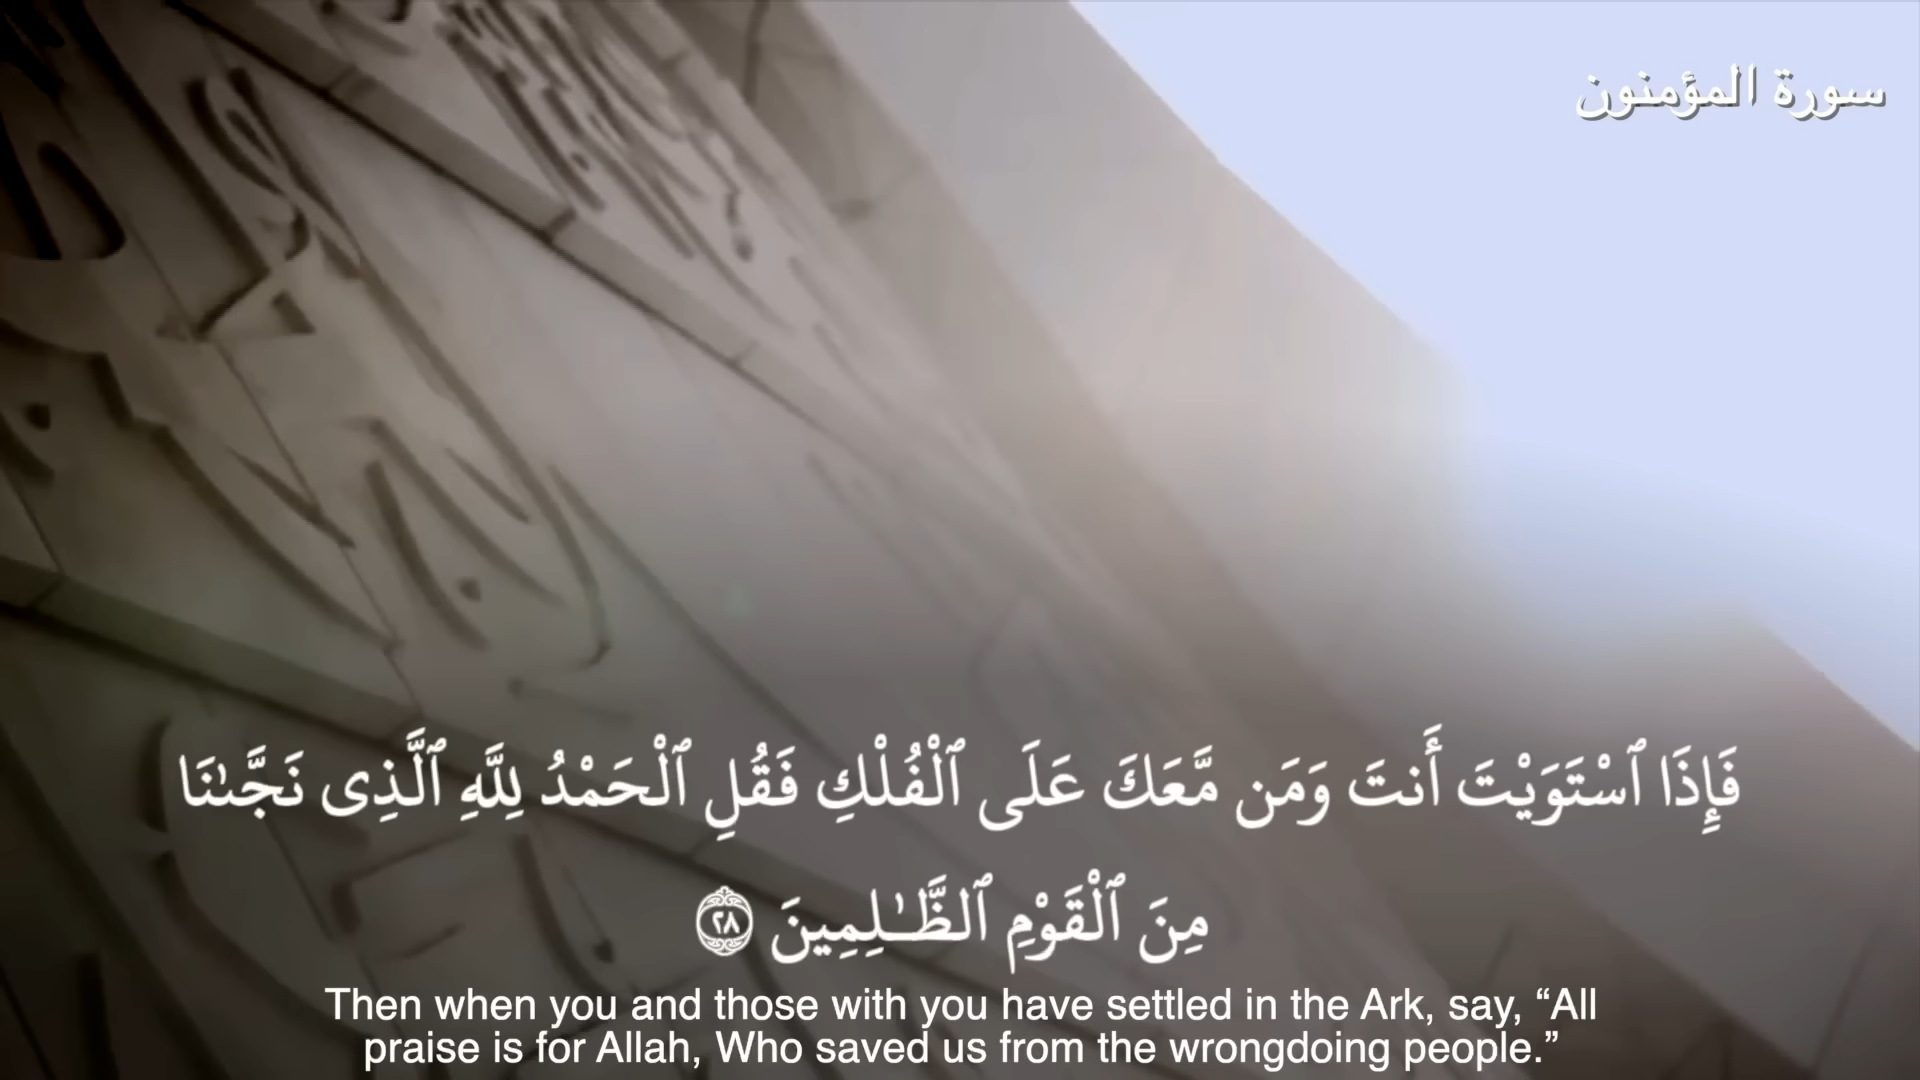 سورة المؤمنون
فَإِذَا ٱسْتَوَيْتَ أَنتَ وَمَن مَّعَكَ عَلَى ٱلْفُلْكِ فَقُلِ ٱلْحَمْدُ لِلَّهِ ٱلَّذِى نَجَّىٰنَا
مِنَ ٱلْقَوْمِ ٱلظَّـٰلِمِينَ ٢٨
Then when you and those with you have settled in the Ark, say, “All
praise is for Allah, Who saved us from the wrongdoing people.”